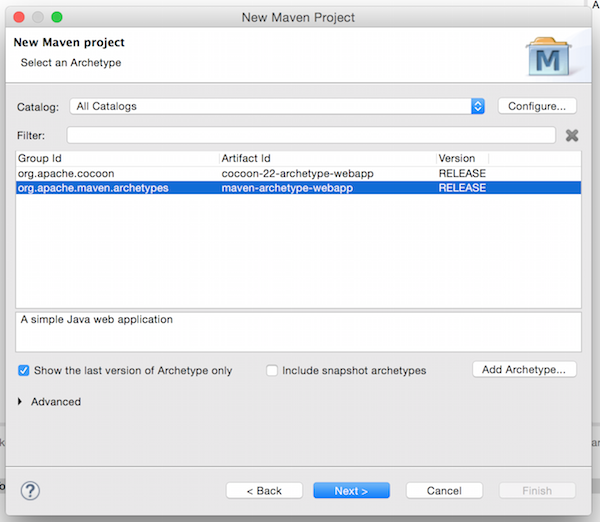 New Maven Project
New Maven project
Select an Archetype
M
Catalog: All Catalogs Configure...
Filter:
Group Id Artifact Id Version
org.apache.cocoon cocoon-22-archetype-webapp RELEASE
org.apache.maven.archetypes maven-archetype-webapp RELEASE
A simple Java web application
Show the last version of Archetype only Include snapshot archetypes Add Archetype...
Advanced
? < Back Next > Cancel Finish